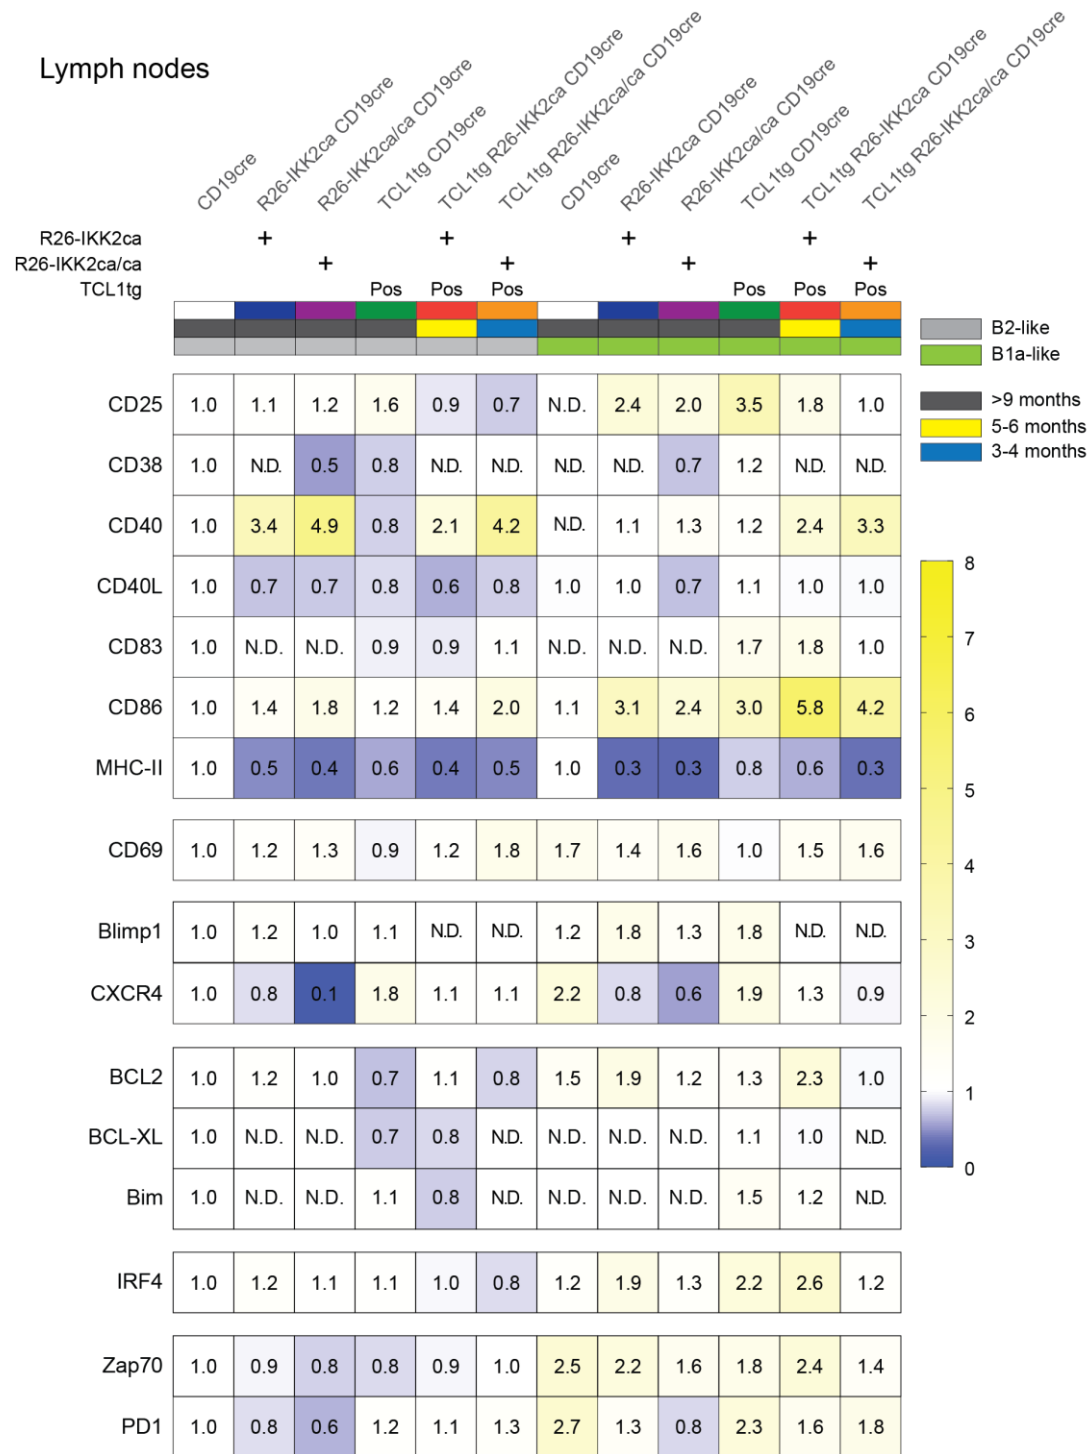 Lymph nodes
CD19cre
R26-IKK2ca CD19cre
R26-IKK2ca/ca CD19cre
TCL1tg CD19cre
TCL1tg R26-IKK2ca CD19cre
TCL1tg R26-IKK2ca/ca CD19cre
CD19cre
R26-IKK2ca CD19cre
R26-IKK2ca/ca CD19cre
TCL1tg CD19cre
TCL1tg R26-IKK2ca CD19cre
TCL1tg R26-IKK2ca/ca CD19cre
R26-IKK2ca + + + +
R26-IKK2ca/ca + + + +
TCL1tg Pos Pos Pos Pos Pos Pos
B2-like
B1a-like
>9 months
5-6 months
3-4 months
CD25 1.0 1.1 1.2 1.6 0.9 0.7 N.D. 2.4 2.0 3.5 1.8 1.0
CD38 1.0 N.D. 0.5 0.8 N.D. N.D. N.D. N.D. 0.7 1.2 N.D. N.D.
CD40 1.0 3.4 4.9 0.8 2.1 4.2 N.D. 1.1 1.3 1.2 2.4 3.3
CD40L 1.0 0.7 0.7 0.8 0.6 0.8 1.0 1.0 0.7 1.1 1.0 1.0
CD83 1.0 N.D. N.D. 0.9 0.9 1.1 N.D. N.D. N.D. 1.7 1.8 1.0
CD86 1.0 1.4 1.8 1.2 1.4 2.0 1.1 3.1 2.4 3.0 5.8 4.2
MHC-II 1.0 0.5 0.4 0.6 0.4 0.5 1.0 0.3 0.3 0.8 0.6 0.3
CD69 1.0 1.2 1.3 0.9 1.2 1.8 1.7 1.4 1.6 1.0 1.5 1.6
Blimp1 1.0 1.2 1.0 1.1 N.D. N.D. 1.2 1.8 1.3 1.8 N.D. N.D.
CXCR4 1.0 0.8 0.1 1.8 1.1 1.1 2.2 0.8 0.6 1.9 1.3 0.9
BCL2 1.0 1.2 1.0 0.7 1.1 0.8 1.5 1.9 1.2 1.3 2.3 1.0
BCL-XL 1.0 N.D. N.D. 0.7 0.8 N.D. N.D. N.D. N.D. 1.1 1.0 N.D.
Bim 1.0 N.D. N.D. 1.1 0.8 N.D. N.D. N.D. N.D. 1.5 1.2 N.D.
IRF4 1.0 1.2 1.1 1.1 1.0 0.8 1.2 1.9 1.3 2.2 2.6 1.2
Zap70 1.0 0.9 0.8 0.8 0.9 1.0 2.5 2.2 1.6 1.8 2.4 1.4
PD1 1.0 0.8 0.6 1.2 1.1 1.3 2.7 1.3 0.8 2.3 1.6 1.8
8
7
6
5
4
3
2
1
0